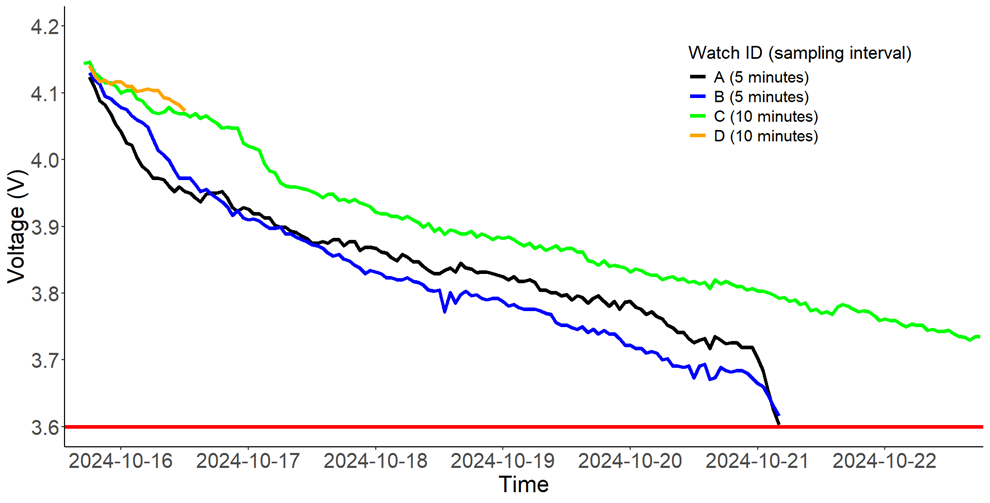 4.2
4.1
4.0
3.9
3.8
3.7
3.6
Voltage (V)
Watch ID (sampling interval)
A (5 minutes)
B (5 minutes)
C (10 minutes)
D (10 minutes)
2024-10-16 2024-10-17 2024-10-18 2024-10-19 2024-10-20 2024-10-21 2024-10-22
Time